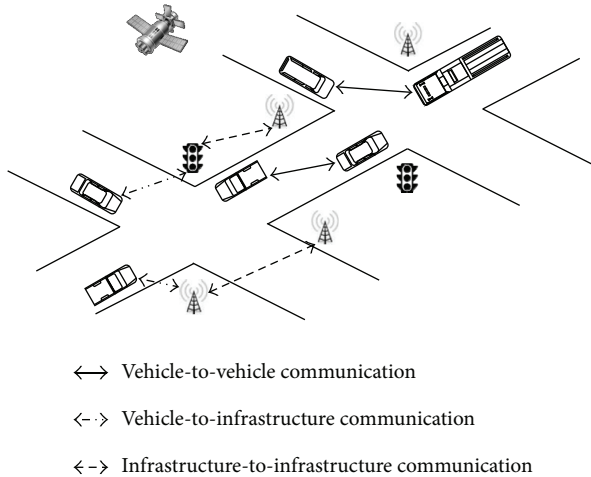 Vehicle-to-vehicle communication
Vehicle-to-infrastructure communication
Infrastructure-to-infrastructure communication